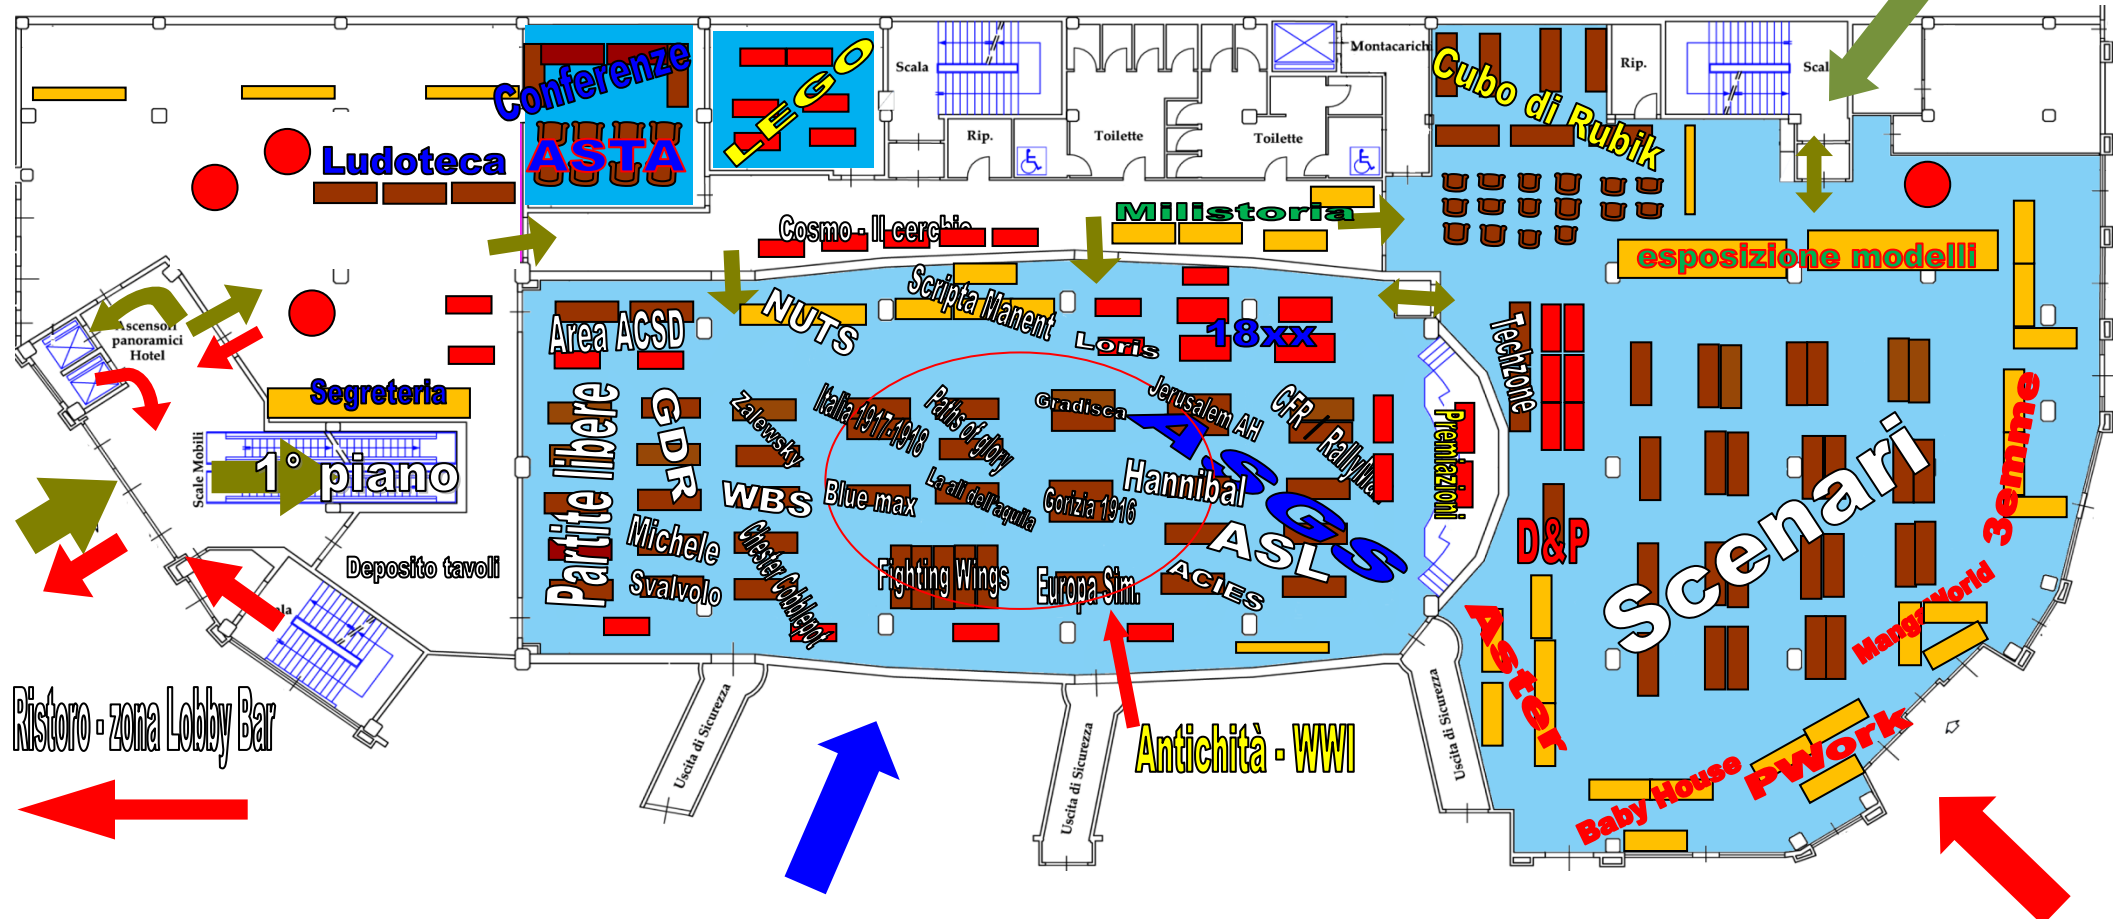 Conferenze
ASTA
LEGO
Scala
Rip.
Toilette
Toilette
Montacarich
Cubo di Rubik
Rip.
Scal
Ludoteca
Cosmo - Il cerchio
Milistoria
esposizione modelli
Ascensori
panoramici
Hotel
Segreteria
Scale Mobili
1° piano
Deposito tavoli
ala
Ristoro - zona Lobby Bar
Area ACSD
NUTS
Scripta Manent
Loris
18xx
Partite libere
GDR
Zalewsky
Italia 1917-1918
Paths of glory
Gradisca
Jerusalem AH
CFR / Rallyman
A.S.G.S
WBS
Blue max
La ali dell'aquila
Gorizia 1916
Hannibal
Michele
Svalvolo
Chester Cobblepot
Fighting Wings
Europa Sim.
ASL
ACIES
Premiazioni
Techzone
D&P
Scenari
3emme
MangaWorld
Aster
PWork
Baby House
Antichità - WWI
Uscita di Sicurezza
Uscita di Sicurezza
Uscita di Sicurezza